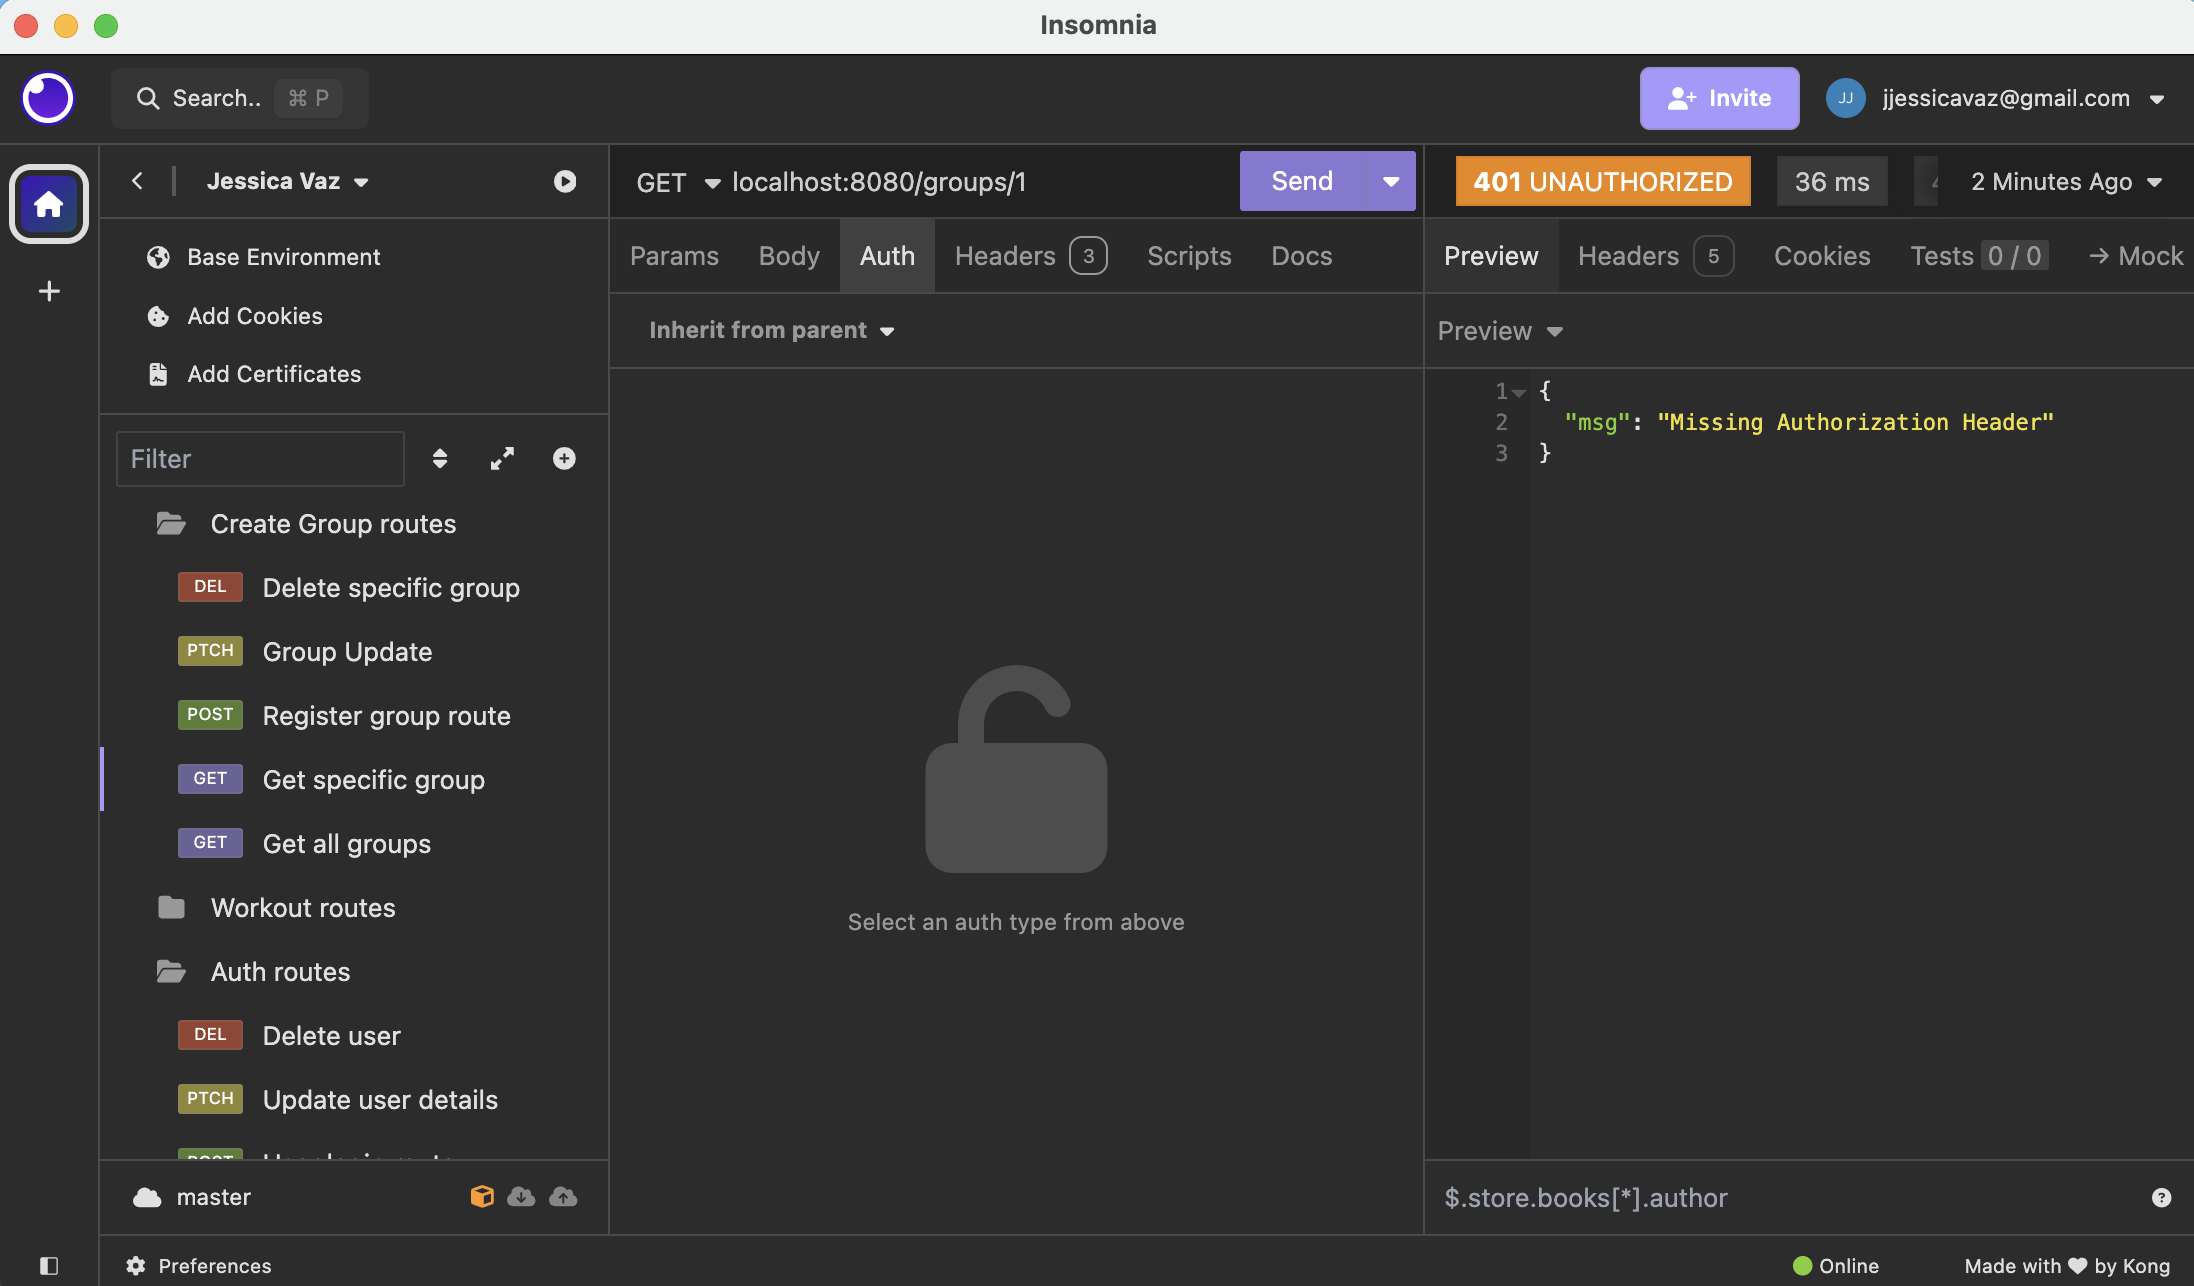 Insomnia
Search.. ⌘ P
Invite
JJ
jjessicavaz@gmail.com
Jessica Vaz
GET localhost:8080/groups/1
Send
401 UNAUTHORIZED
36 ms
2 Minutes Ago
Base Environment
Add Cookies
Add Certificates
Params Body Auth Headers 3 Scripts Docs
Preview Headers 5 Cookies Tests 0 / 0 → Mock
Inherit from parent
Preview
1 {
2 "msg": "Missing Authorization Header"
3 }
Filter
Create Group routes
DEL Delete specific group
PTCH Group Update
POST Register group route
GET Get specific group
GET Get all groups
Workout routes
Auth routes
DEL Delete user
PTCH Update user details
POST
Select an auth type from above
master
$.store.books[*].author
?
Preferences
Online
Made with ♥ by Kong